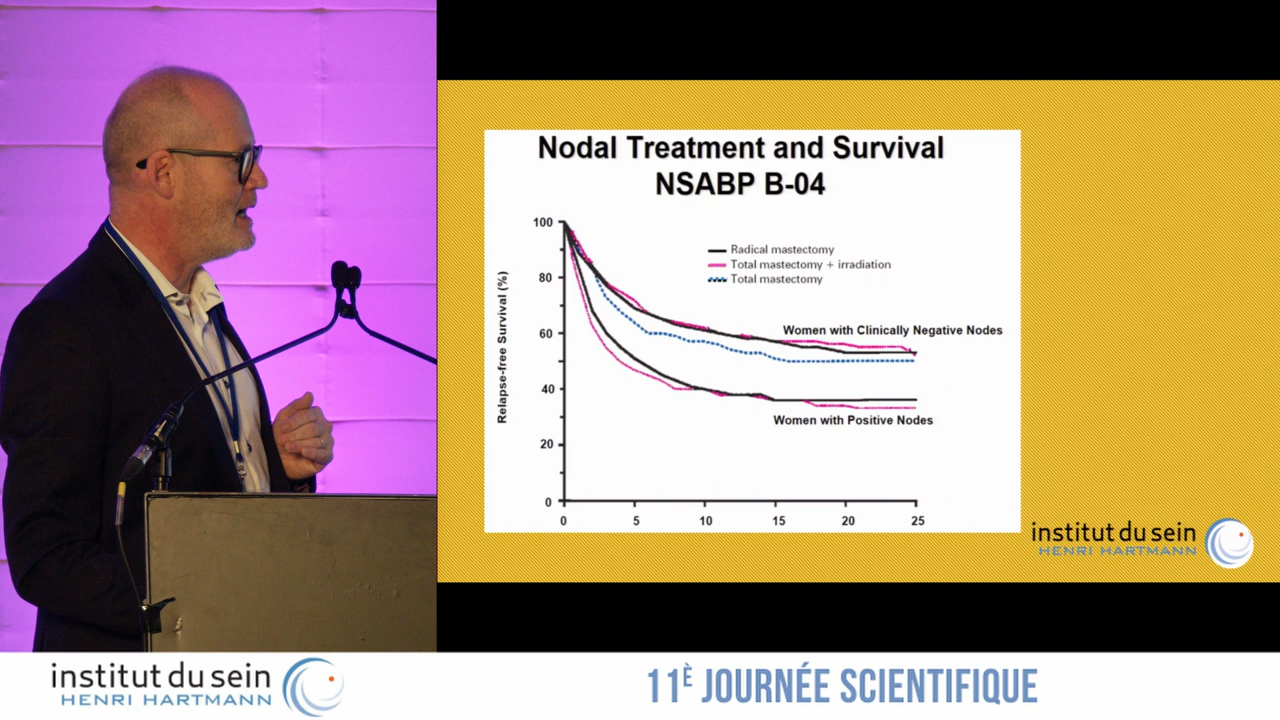 Nodal Treatment and Survival
NSABP B-04
Relapse-free Survival (%)
100
80
60
40
20
0
0 5 10 15 20 25
Radical mastectomy
Total mastectomy + irradiation
Total mastectomy
Women with Clinically Negative Nodes
Women with Positive Nodes
institut du sein
HENRI HARTMANN
institut du sein
HENRI HARTMANN
11È JOURNÉE SCIENTIFIQUE